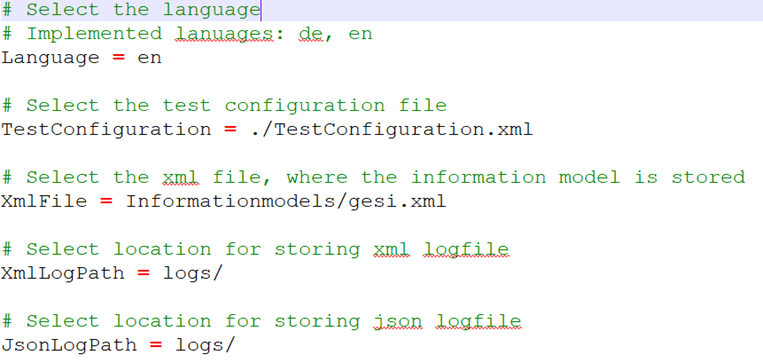 # Select the language
# Implemented lanuages: de, en
Language = en
# Select the test configuration file
TestConfiguration = ./TestConfiguration.xml
# Select the xml file, where the information model is stored
XmlFile = Informationmodels/gesi.xml
# Select location for storing xml logfile
XmlLogPath = logs/
# Select location for storing json logfile
JsonLogPath = logs/